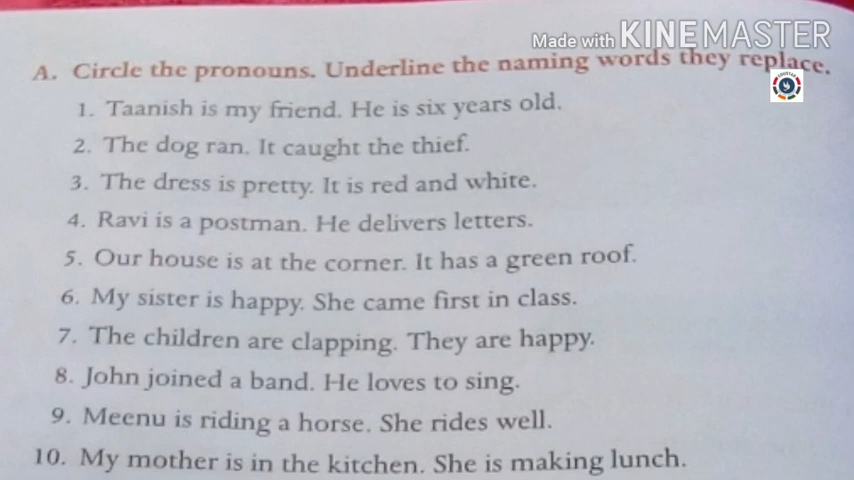 Made with KINEMASTER
A. Circle the pronouns. Underline the naming words they replace.
1. Taanish is my friend. He is six years old.
2. The dog ran. It caught the thief.
3. The dress is pretty. It is red and white.
4. Ravi is a postman. He delivers letters.
5. Our house is at the corner. It has a green roof.
6. My sister is happy. She came first in class.
7. The children are clapping. They are happy.
8. John joined a band. He loves to sing.
9. Meenu is riding a horse. She rides well.
10. My mother is in the kitchen. She is making lunch.